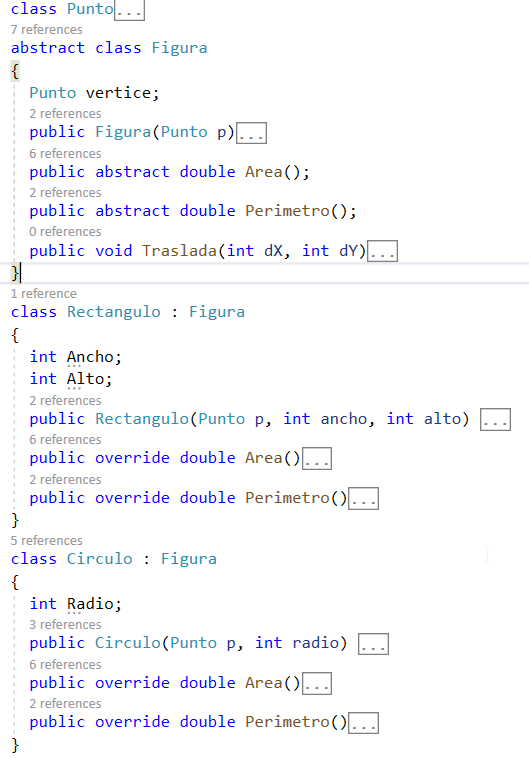 class Punto...
7 references
abstract class Figura
{
Punto vertice;
2 references
public Figura(Punto p)...
6 references
public abstract double Area();
2 references
public abstract double Perimetro();
0 references
public void Traslada(int dX, int dY)...
}
1 reference
class Rectangulo : Figura
{
int Ancho;
int Alto;
2 references
public Rectangulo(Punto p, int ancho, int alto) ...
6 references
public override double Area()...
2 references
public override double Perimetro()...
}
5 references
class Circulo : Figura
{
int Radio;
3 references
public Circulo(Punto p, int radio) ...
6 references
public override double Area()...
2 references
public override double Perimetro()...
}